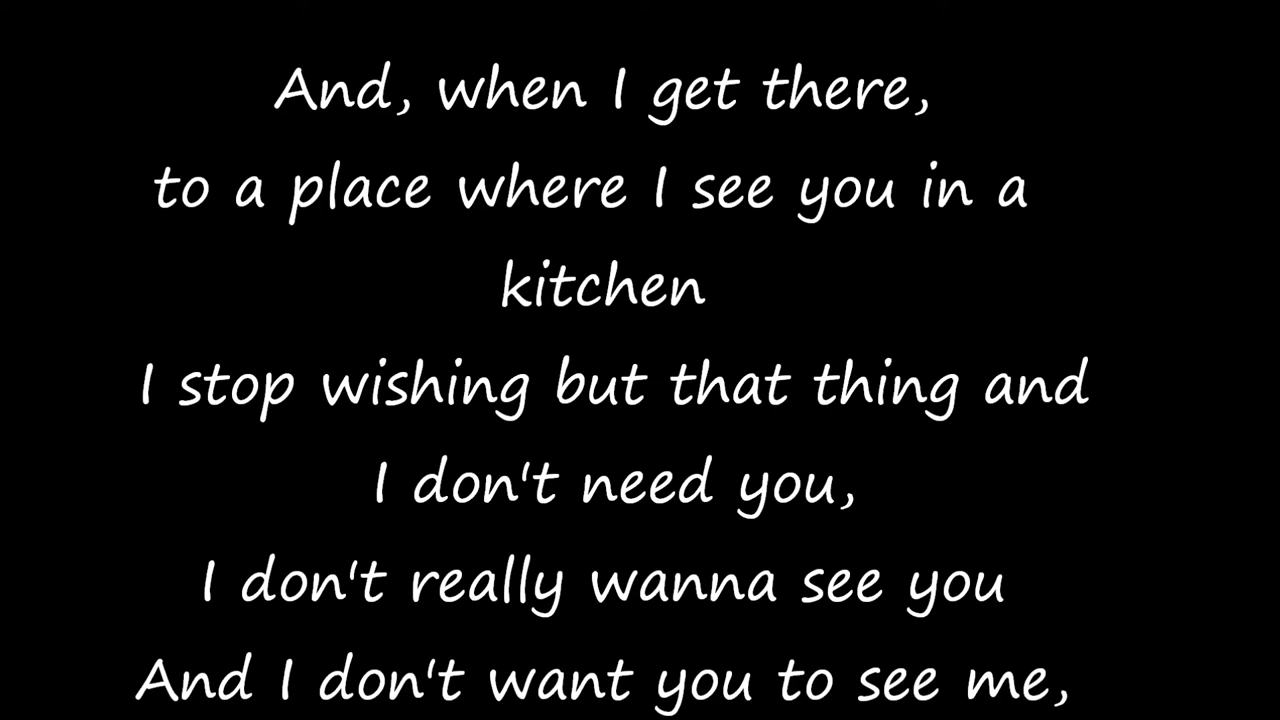 And, when I get there,
to a place where I see you in a
kitchen
I stop wishing but that thing and
I don't need you,
I don't really wanna see you
And I don't want you to see me,